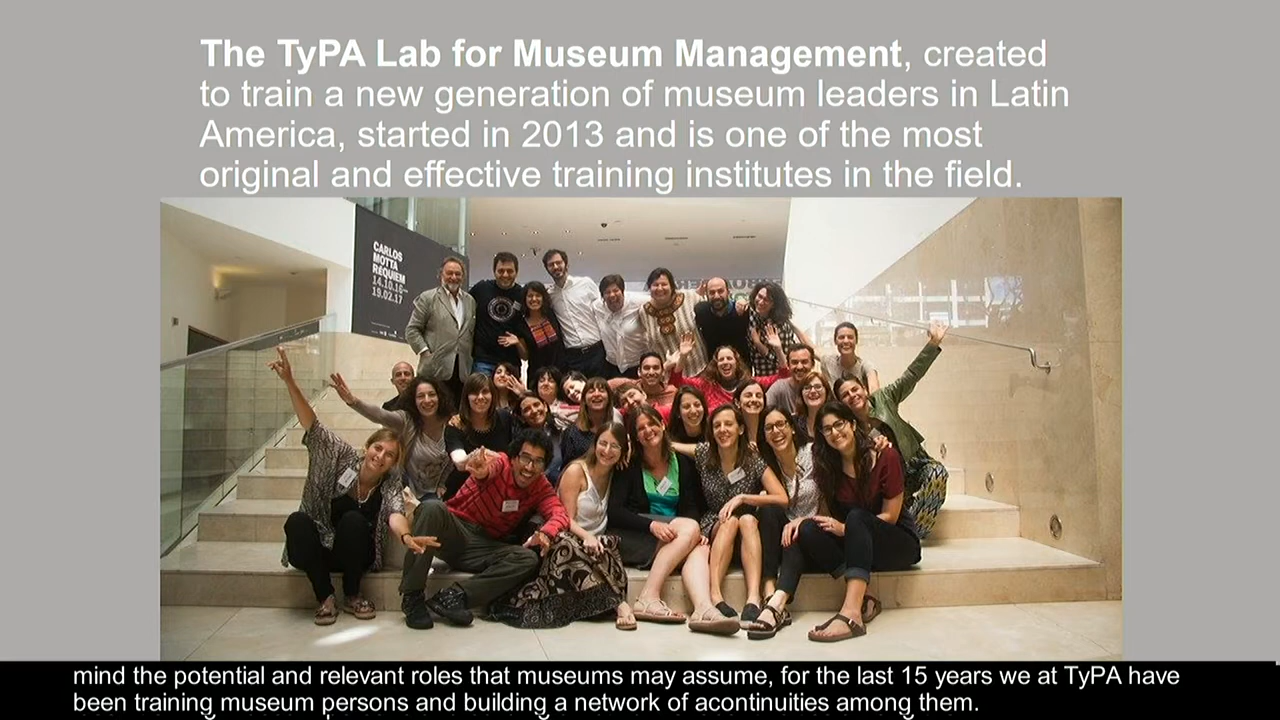 The TyPA Lab for Museum Management, created
to train a new generation of museum leaders in Latin
America, started in 2013 and is one of the most
original and effective training institutes in the field.
CARLOS
MOTTA
RÉQUIEM
14.10.16—
19.02.17
mind the potential and relevant roles that museums may assume, for the last 15 years we at TyPA have
been training museum persons and building a network of acontinuities among them.